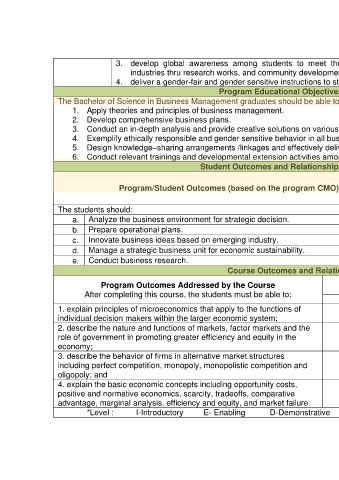 3. develop global awareness among students to meet the
industries thru research works, and community developme
4. deliver a gender-fair and gender sensitive instructions to st
Program Educational Objective
The Bachelor of Science in Business Management graduates should be able to
1. Apply theories and principles of business management.
2. Develop comprehensive business plans.
3. Conduct an in-depth analysis and provide creative solutions on various
4. Exemplify ethically responsible and gender sensitive behavior in all bus
5. Design knowledge–sharing arrangements /linkages and effectively deli
6. Conduct relevant trainings and developmental extension activities amo
Student Outcomes and Relationship
Program/Student Outcomes (based on the program CMO)
The students should:
a. Analyze the business environment for strategic decision.
b. Prepare operational plans.
c. Innovate business ideas based on emerging industry.
d. Manage a strategic business unit for economic sustainability.
e. Conduct business research.
Course Outcomes and Relatio
Program Outcomes Addressed by the Course
After completing this course, the students must be able to:
1. explain principles of microeconomics that apply to the functions of
individual decision makers within the larger economic system;
2. describe the nature and functions of markets, factor markets and the
role of government in promoting greater efficiency and equity in the
economy;
3. describe the behavior of firms in alternative market structures
including perfect competition, monopoly, monopolistic competition and
oligopoly; and
4. explain the basic economic concepts including opportunity costs,
positive and normative economics, scarcity, tradeoffs, comparative
advantage, marginal analysis, efficiency and equity, and market failure.
*Level : I-Introductory E- Enabling D-Demonstrative